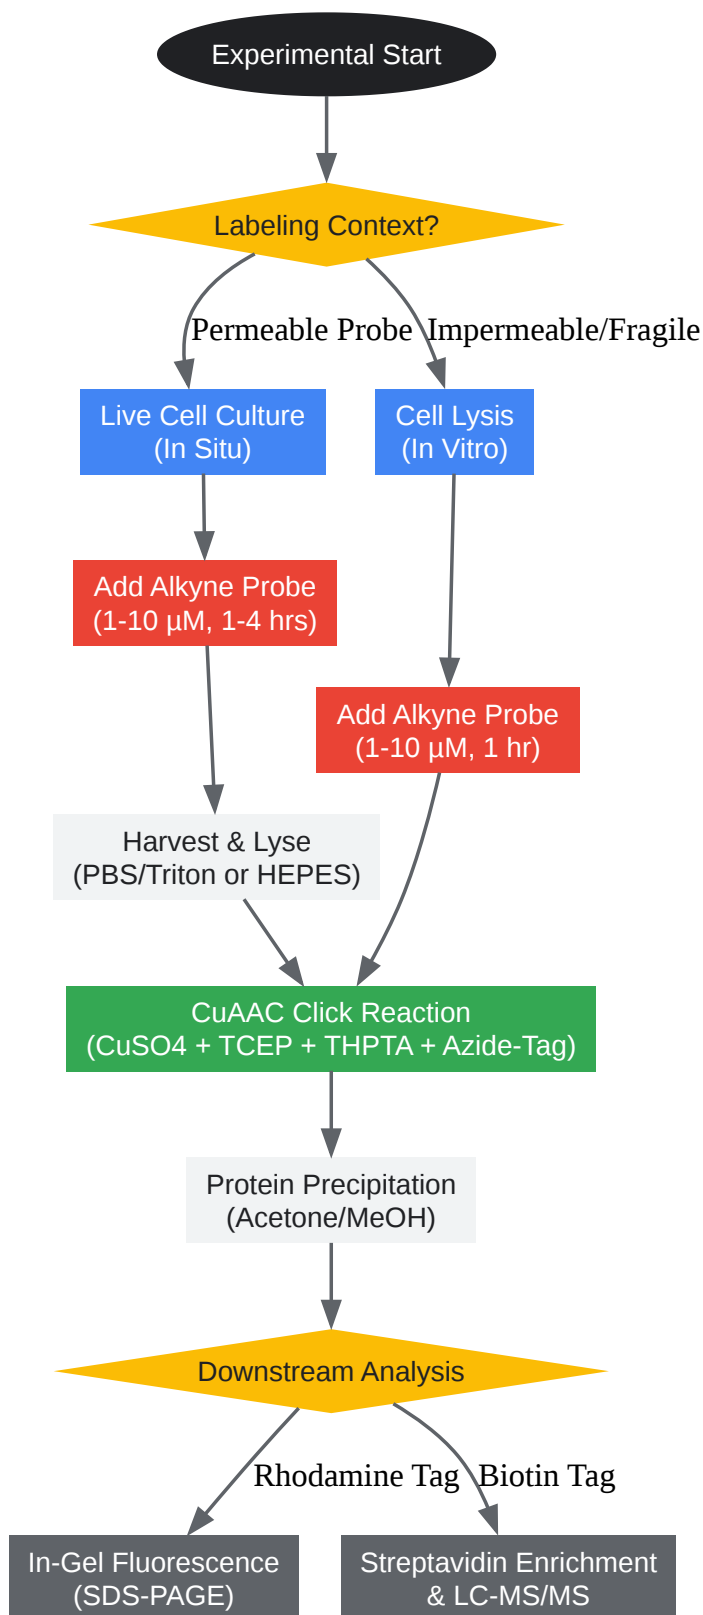 Experimental Start
Labeling Context?
Permeable Probe
Impermeable/Fragile
Live Cell Culture
(In Situ)
Cell Lysis
(In Vitro)
Add Alkyne Probe
(1-10 µM, 1-4 hrs)
Add Alkyne Probe
(1-10 µM, 1 hr)
Harvest & Lyse
(PBS/Triton or HEPES)
CuAAC Click Reaction
(CuSO4 + TCEP + THPTA + Azide-Tag)
Protein Precipitation
(Acetone/MeOH)
Downstream Analysis
Rhodamine Tag
Biotin Tag
In-Gel Fluorescence
(SDS-PAGE)
Streptavidin Enrichment
& LC-MS/MS